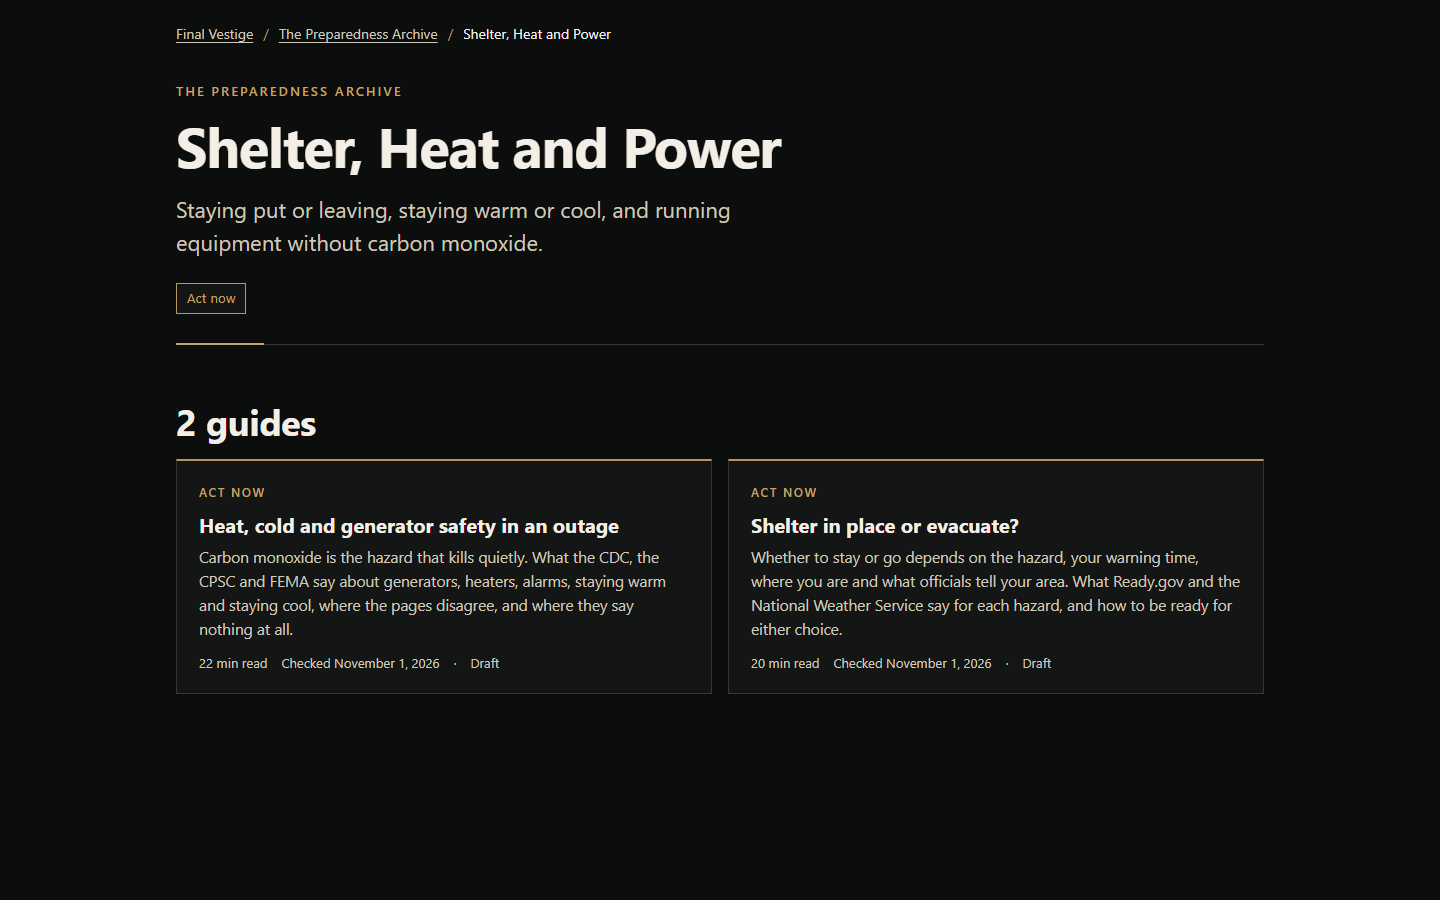 Final Vestige / The Preparedness Archive / Shelter, Heat and Power
THE PREPAREDNESS ARCHIVE
Shelter, Heat and Power
Staying put or leaving, staying warm or cool, and running
equipment without carbon monoxide.
Act now
2 guides
ACT NOW
Heat, cold and generator safety in an outage
Carbon monoxide is the hazard that kills quietly. What the CDC, the
CPSC and FEMA say about generators, heaters, alarms, staying warm
and staying cool, where the pages disagree, and where they say
nothing at all.
22 min read Checked November 1, 2026 · Draft
ACT NOW
Shelter in place or evacuate?
Whether to stay or go depends on the hazard, your warning time,
where you are and what officials tell your area. What Ready.gov and the
National Weather Service say for each hazard, and how to be ready for
either choice.
20 min read Checked November 1, 2026 · Draft